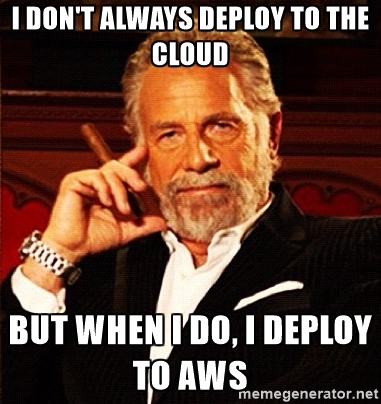 I DON'T ALWAYS DEPLOY TO THE
CLOUD
BUT WHEN I DO, I DEPLOY
TO AWS
memegenerator.net